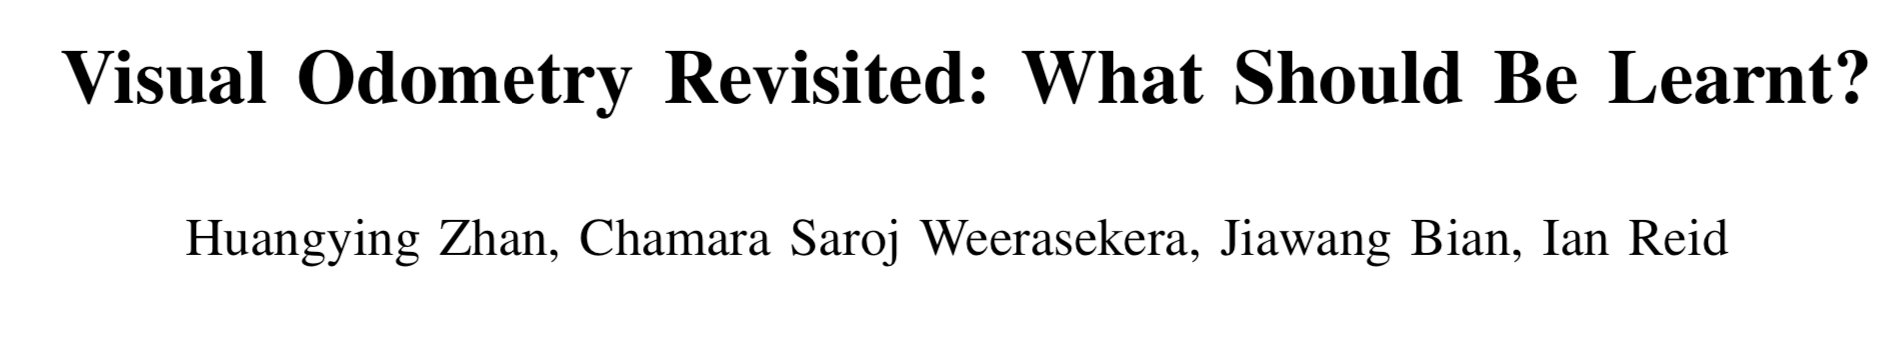 Visual Odometry Revisited: What Should Be Learnt?
Huangying Zhan, Chamara Saroj Weerasekera, Jiawang Bian, Ian Reid